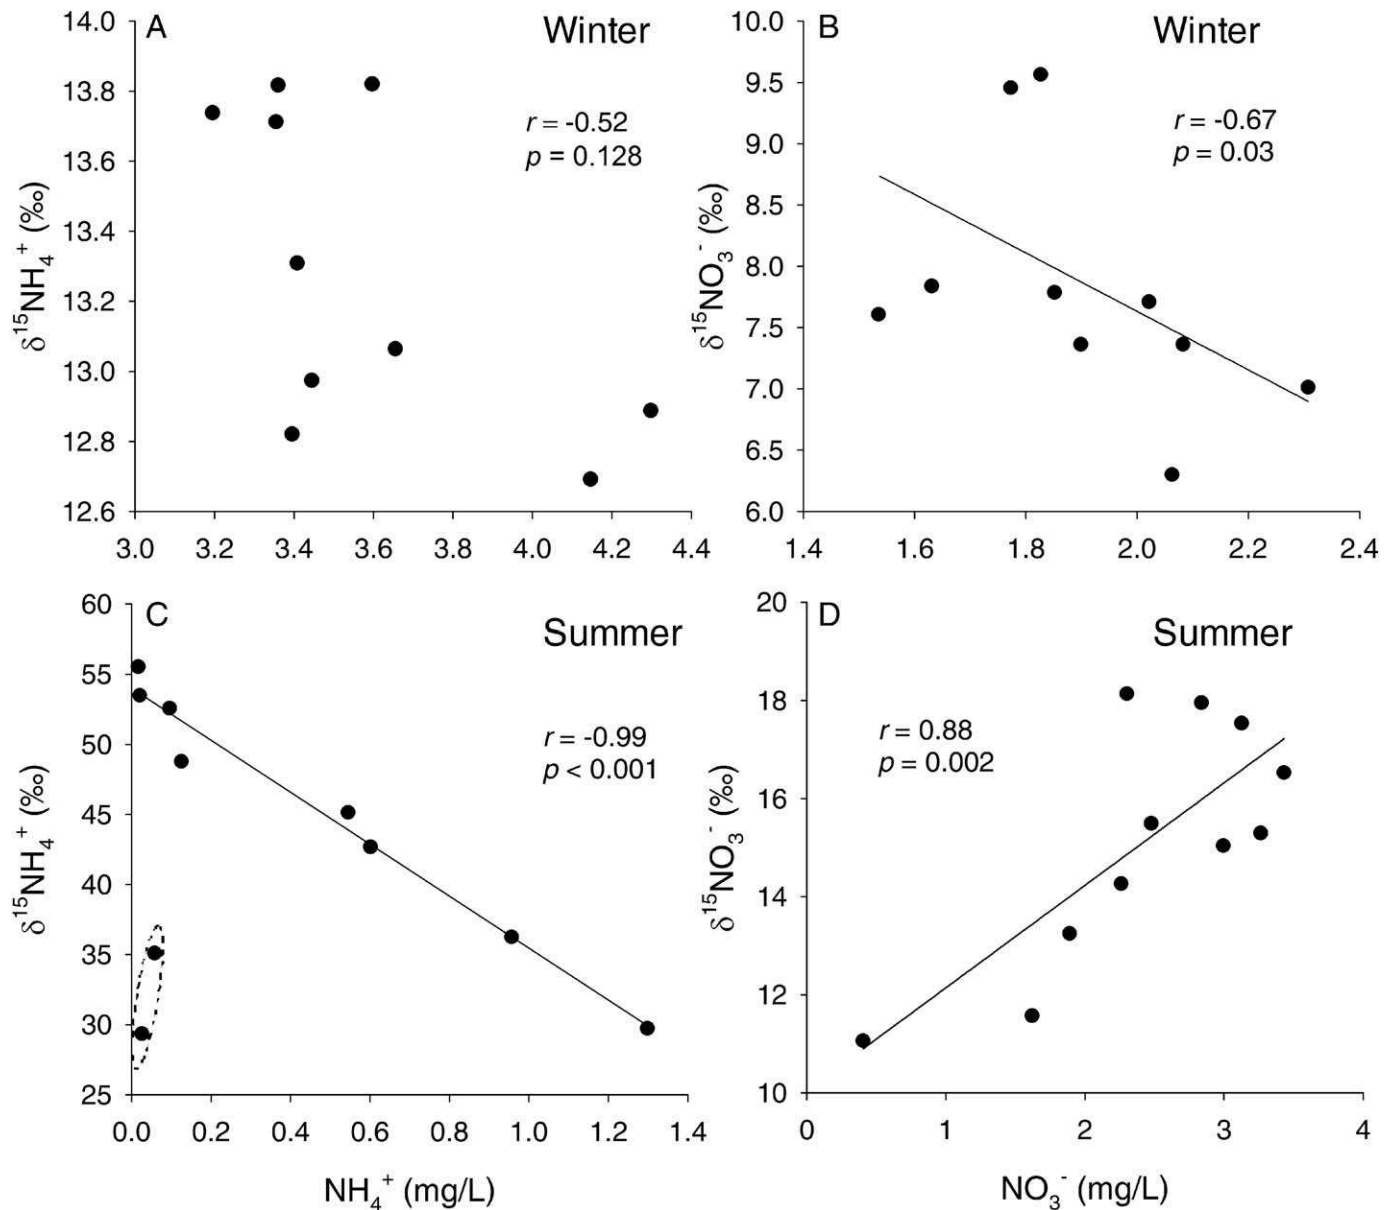 A
Winter
r = -0.52
p = 0.128
14.0
13.8
13.6
13.4
13.2
13.0
12.8
12.6
δ¹⁵NH₄⁺ (‰)
3.0 3.2 3.4 3.6 3.8 4.0 4.2 4.4
B
Winter
r = -0.67
p = 0.03
10.0
9.5
9.0
8.5
8.0
7.5
7.0
6.5
6.0
δ¹⁵NO₃⁻ (‰)
1.4 1.6 1.8 2.0 2.2 2.4
C
Summer
r = -0.99
p < 0.001
60
55
50
45
40
35
30
25
δ¹⁵NH₄⁺ (‰)
0.0 0.2 0.4 0.6 0.8 1.0 1.2 1.4
NH₄⁺ (mg/L)
D
Summer
r = 0.88
p = 0.002
20
18
16
14
12
10
δ¹⁵NO₃⁻ (‰)
0 1 2 3 4
NO₃⁻ (mg/L)